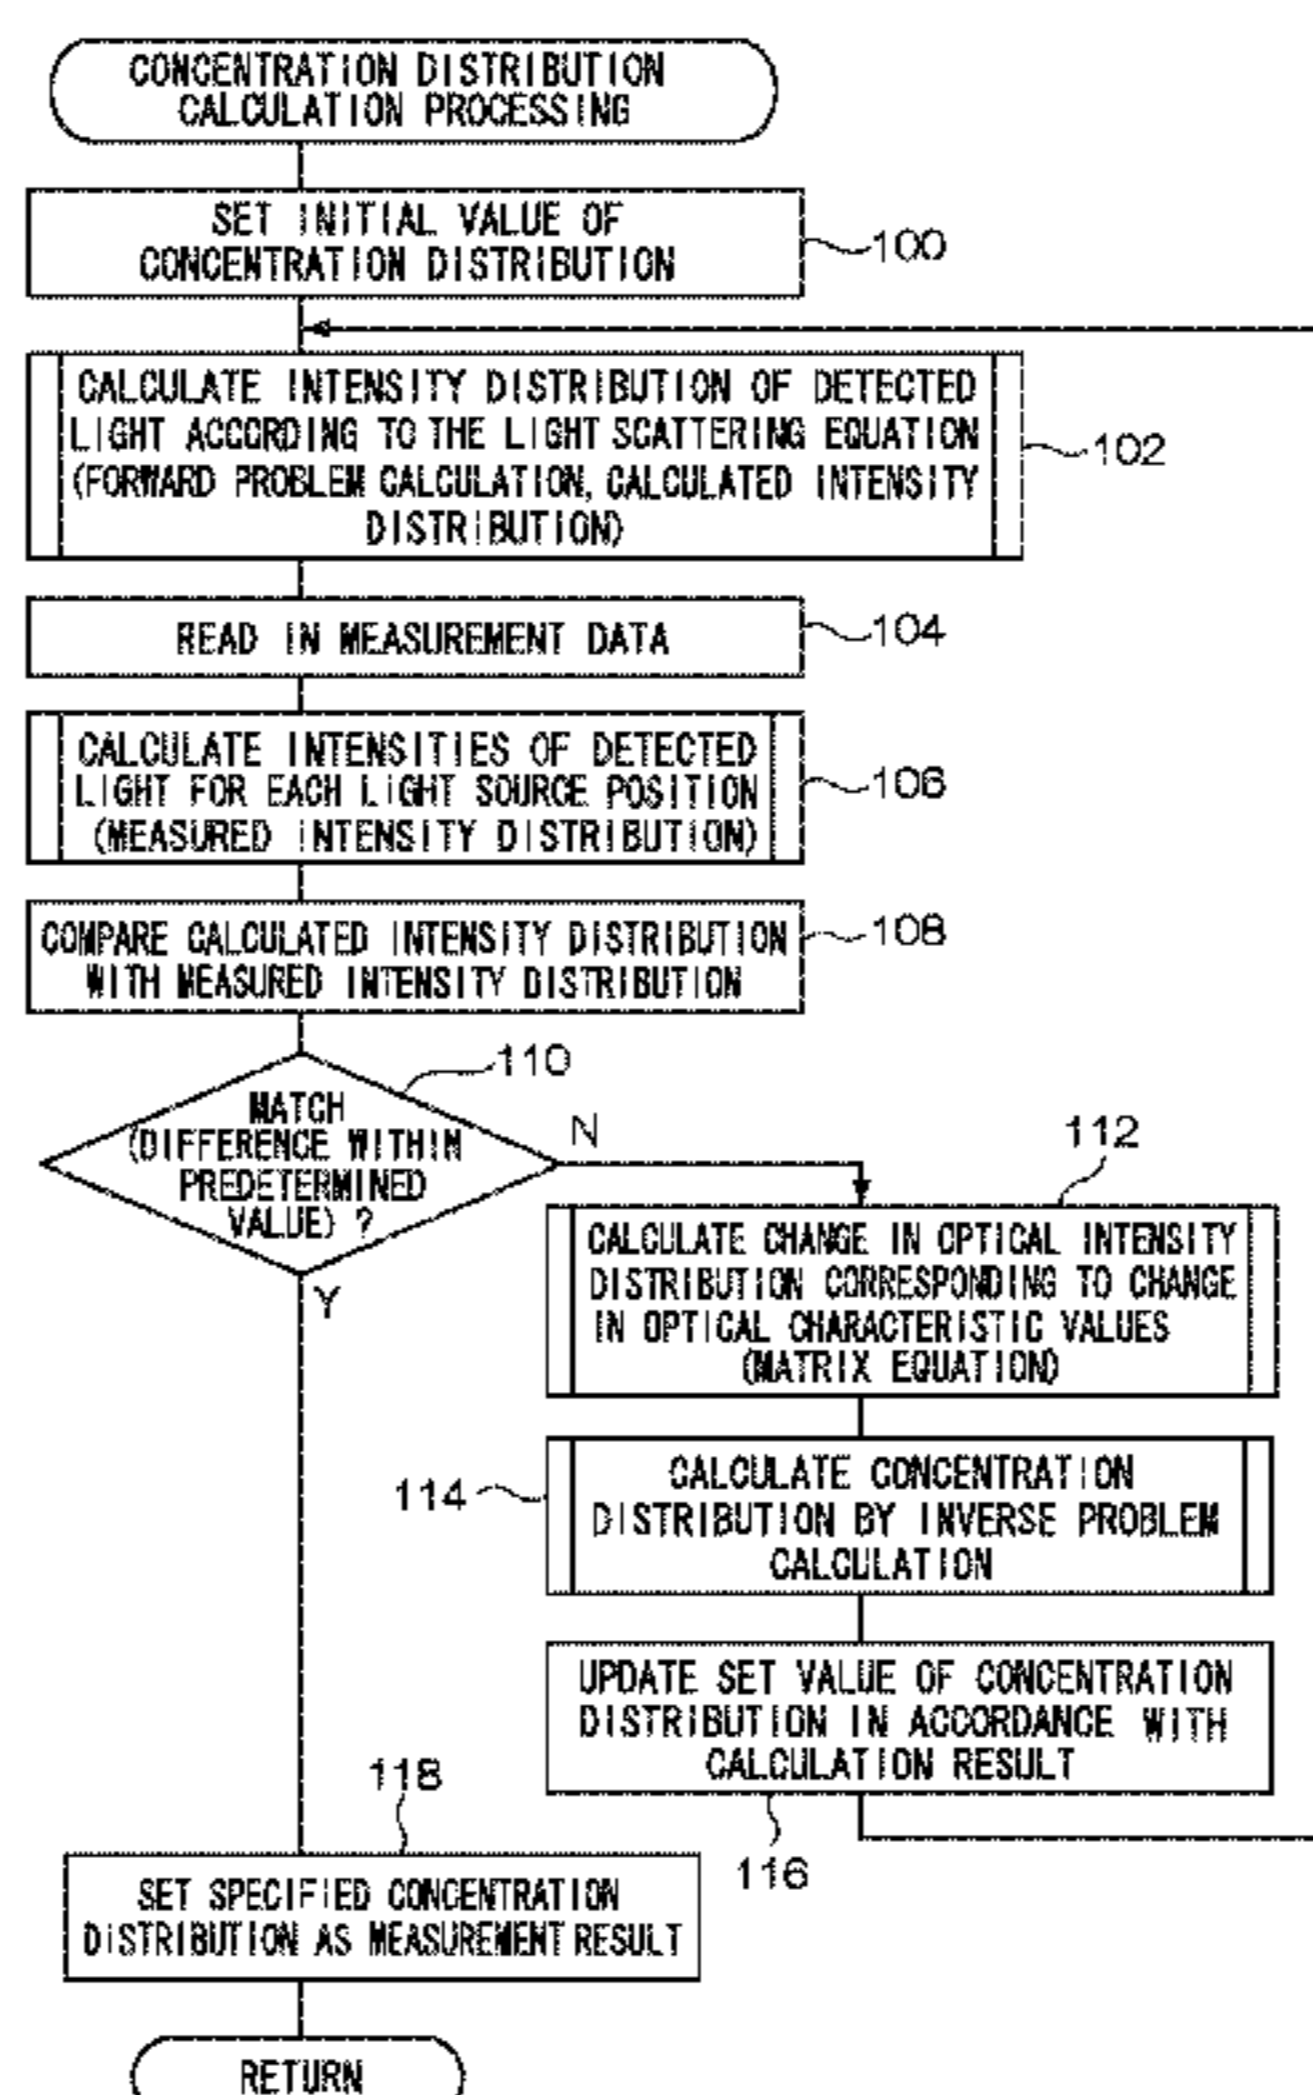 CONCENTRATION DISTRIBUTION
CALCULATION PROCESSING
SET INITIAL VALUE OF
CONCENTRATION DISTRIBUTION
100
CALCULATE INTENSITY DISTRIBUTION OF DETECTED
LIGHT ACCORDING TO THE LIGHT SCATTERING EQUATION
(FORWARD PROBLEM CALCULATION, CALCULATED INTENSITY
DISTRIBUTION)
102
READ IN MEASUREMENT DATA
104
CALCULATE INTENSITIES OF DETECTED
LIGHT FOR EACH LIGHT SOURCE POSITION
(MEASURED INTENSITY DISTRIBUTION)
106
COMPARE CALCULATED INTENSITY DISTRIBUTION
WITH MEASURED INTENSITY DISTRIBUTION
108
110
MATCH
(DIFFERENCE WITHIN
PREDETERMINED
VALUE) ?
N
Y
112
CALCULATE CHANGE IN OPTICAL INTENSITY
DISTRIBUTION CORRESPONDING TO CHANGE
IN OPTICAL CHARACTERISTIC VALUES
(MATRIX EQUATION)
114
CALCULATE CONCENTRATION
DISTRIBUTION BY INVERSE PROBLEM
CALCULATION
UPDATE SET VALUE OF CONCENTRATION
DISTRIBUTION IN ACCORDANCE WITH
CALCULATION RESULT
116
118
SET SPECIFIED CONCENTRATION
DISTRIBUTION AS MEASUREMENT RESULT
RETURN